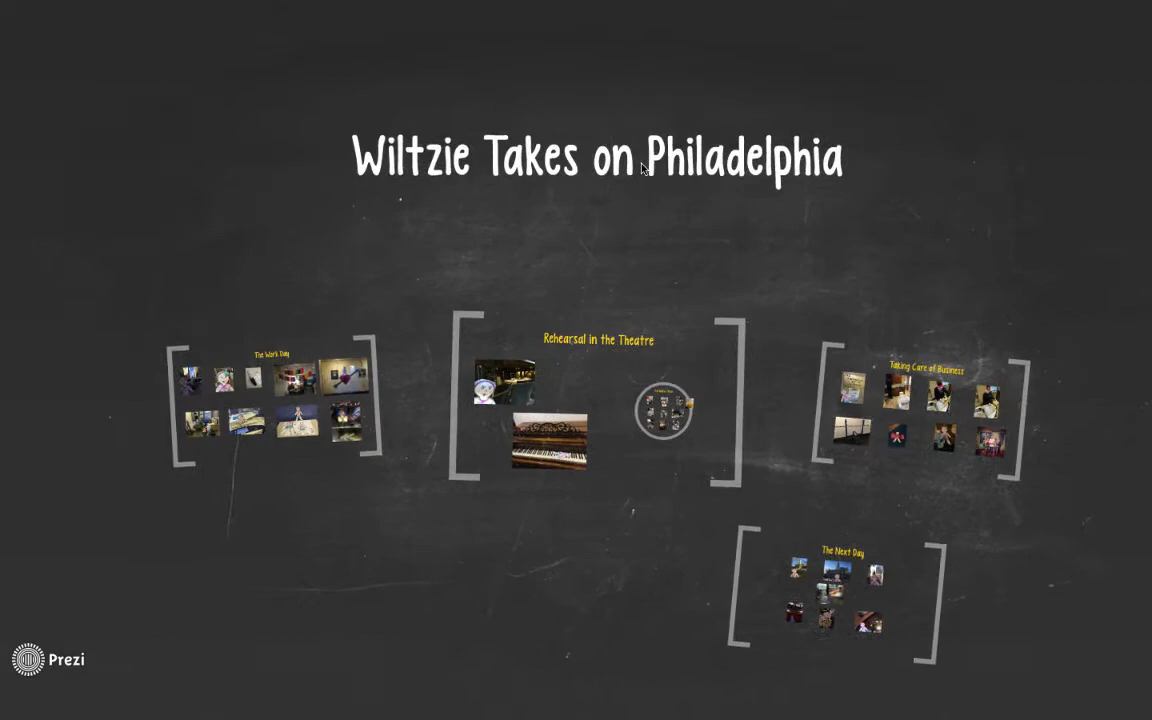 Wiltzie Takes on Philadelphia
Rehearsal in the Theatre
The Work Day
Taking Care of Business
The Next Day
Prezi